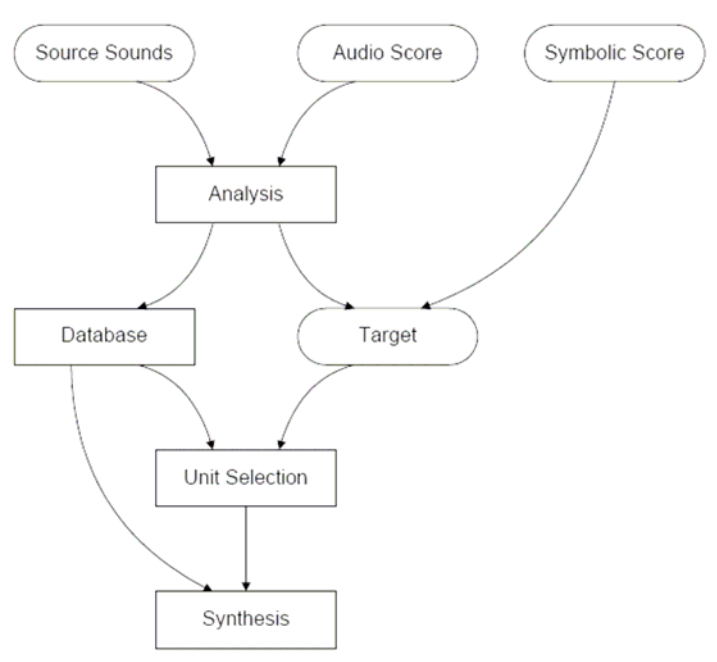 Source Sounds
Audio Score
Symbolic Score
Analysis
Database
Target
Unit Selection
Synthesis